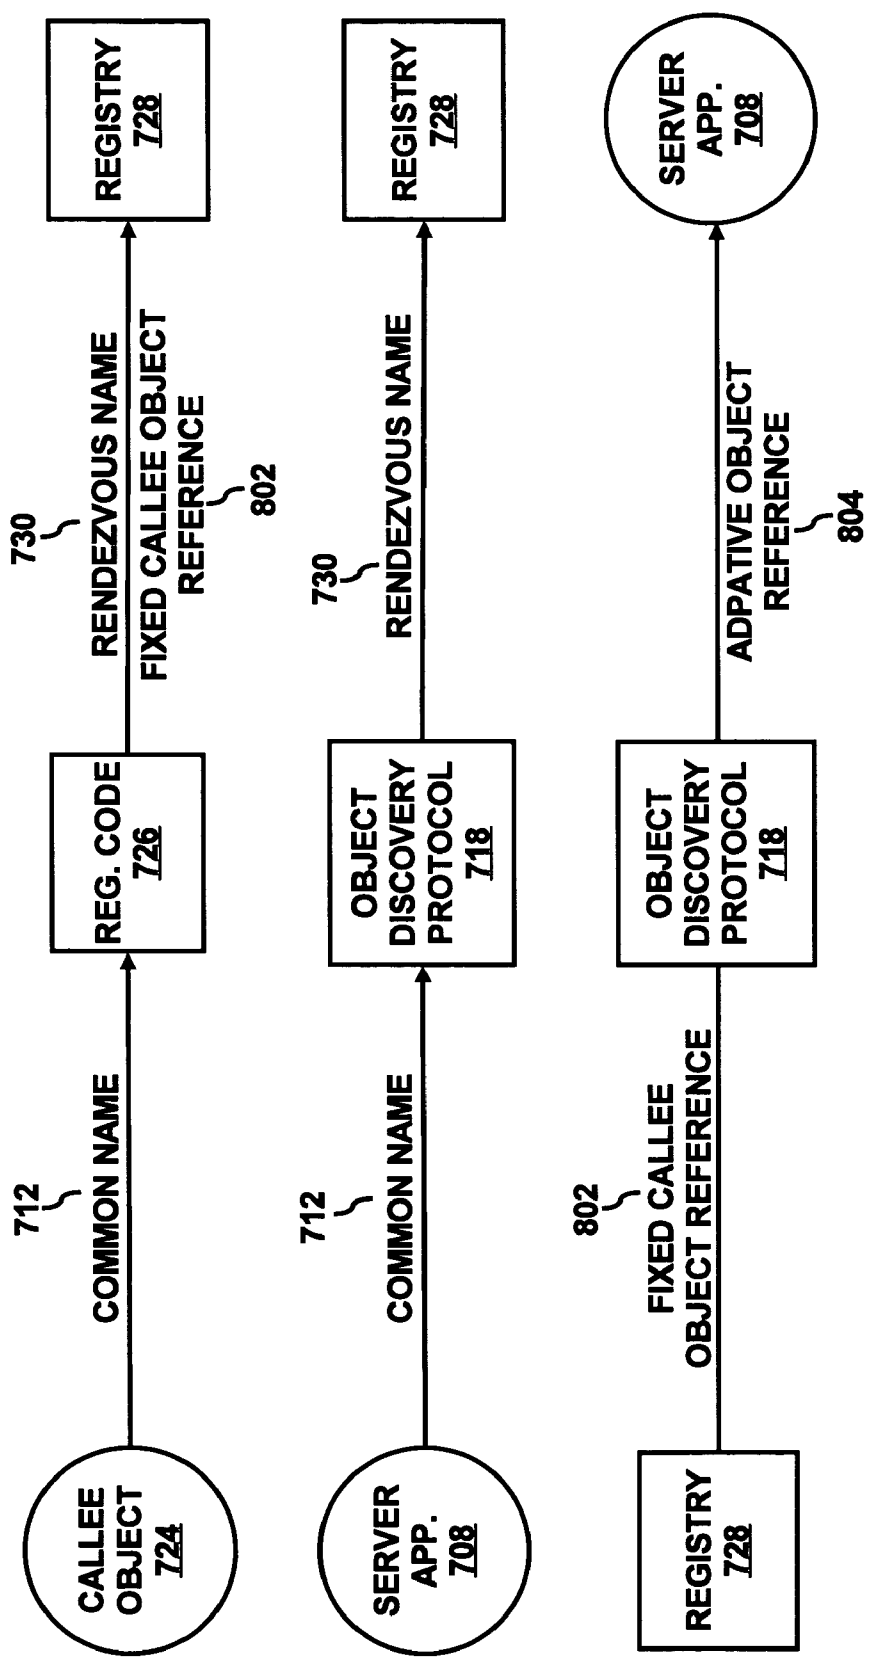 CALLEE
OBJECT
724
712
COMMON NAME
REG. CODE
726
730
RENDEZVOUS NAME
FIXED CALLEE OBJECT
REFERENCE
802
REGISTRY
728
SERVER
APP.
708
712
COMMON NAME
OBJECT
DISCOVERY
PROTOCOL
718
730
RENDEZVOUS NAME
REGISTRY
728
REGISTRY
728
802
FIXED CALLEE
OBJECT REFERENCE
OBJECT
DISCOVERY
PROTOCOL
718
ADPATIVE OBJECT
REFERENCE
804
SERVER
APP.
708